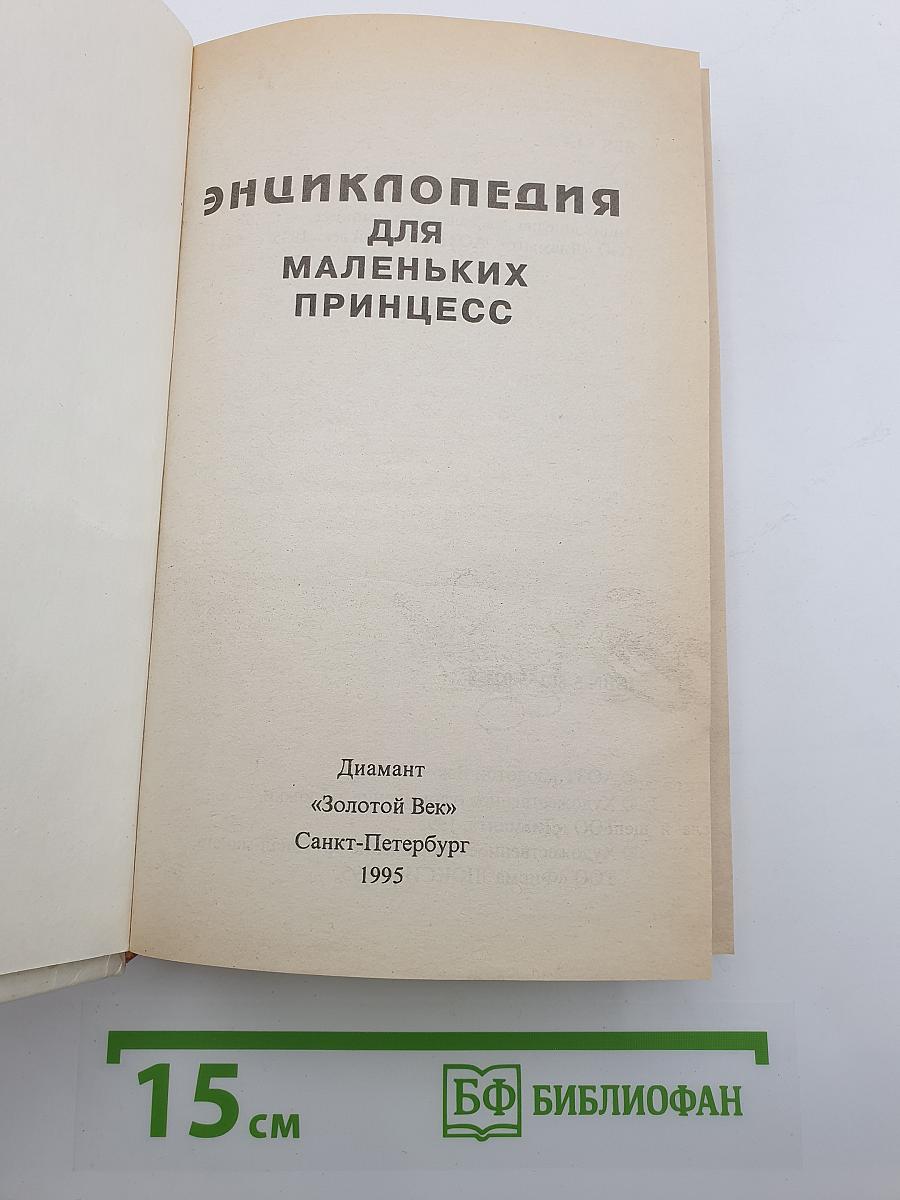 ЭНЦИКЛОПЕДИЯ
ДЛЯ
МАЛЕНЬКИХ
ПРИНЦЕСС
Диамант
«Золотой Век»
Санкт-Петербург
1995
15 см
БФ БИБЛИОФАН